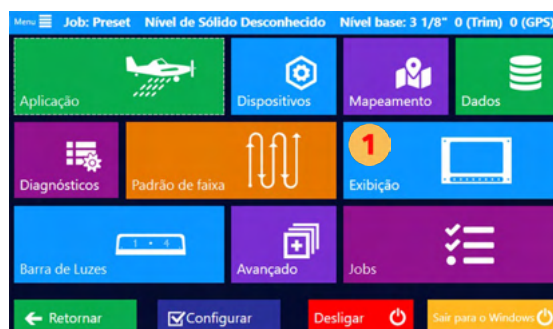 Menu Job: Preset Nível de Sólido Desconhecido Nível base: 3 1/8" 0 (Trim) 0 (GPS)
Aplicação Dispositivos Mapeamento Dados
1
Diagnósticos Padrão de faixa Exibição
1 • 4
Barra de Luzes Avançado Jobs
Retornar Configurar Desligar Sair para o Windows